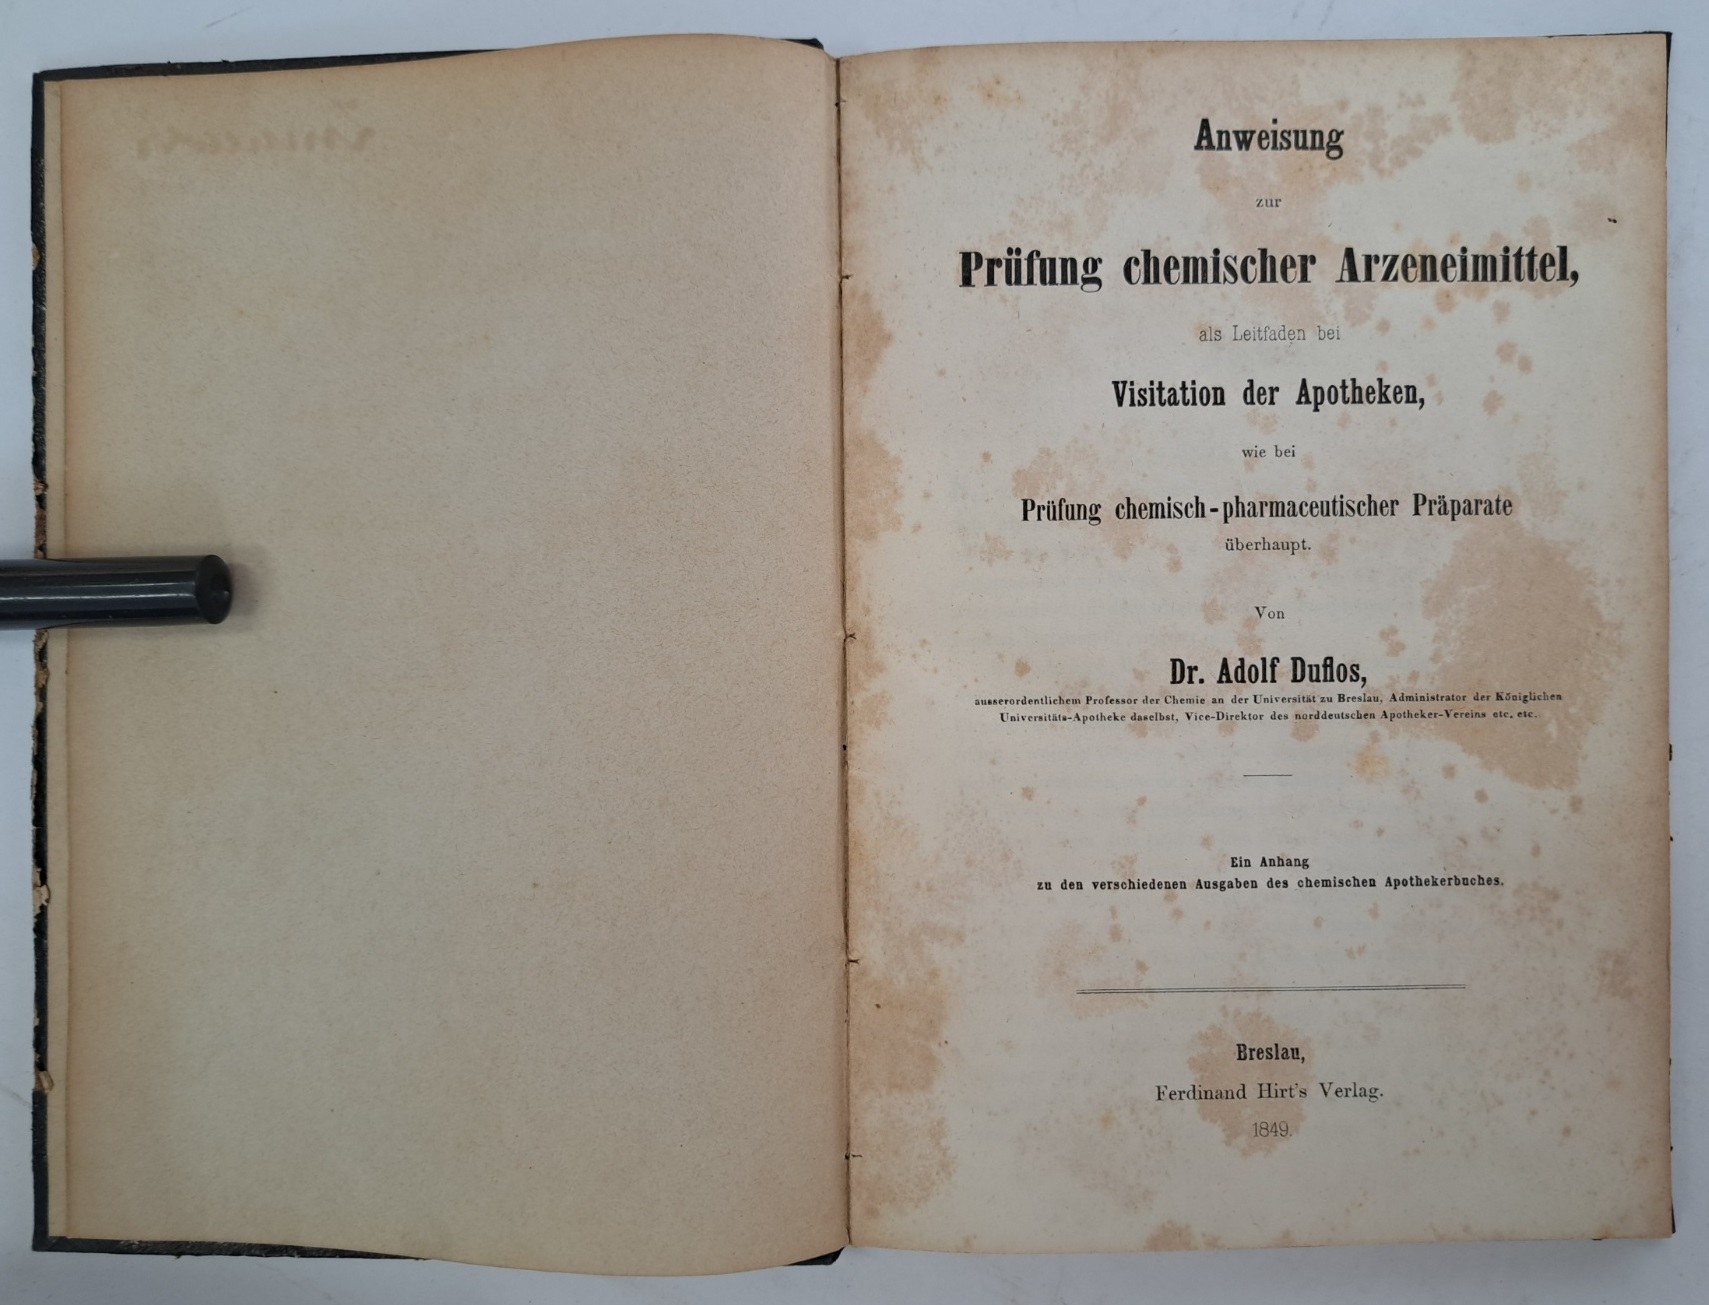 Anweisung
zur
Prüfung chemischer Arzeneimittel,
als Leitfaden bei
Visitation der Apotheken,
wie bei
Prüfung chemisch-pharmaceutischer Präparate
überhaupt.
Von
Dr. Adolf Duflos,
ausserordentlichem Professor der Chemie an der Universität zu Breslau, Administrator der Königlichen
Universitäts-Apotheke daselbst, Vice-Direktor des norddeutschen Apotheker-Vereins etc. etc.
Ein Anhang
zu den verschiedenen Ausgaben des chemischen Apothekerbuches.
Breslau,
Ferdinand Hirt's Verlag.
1849.